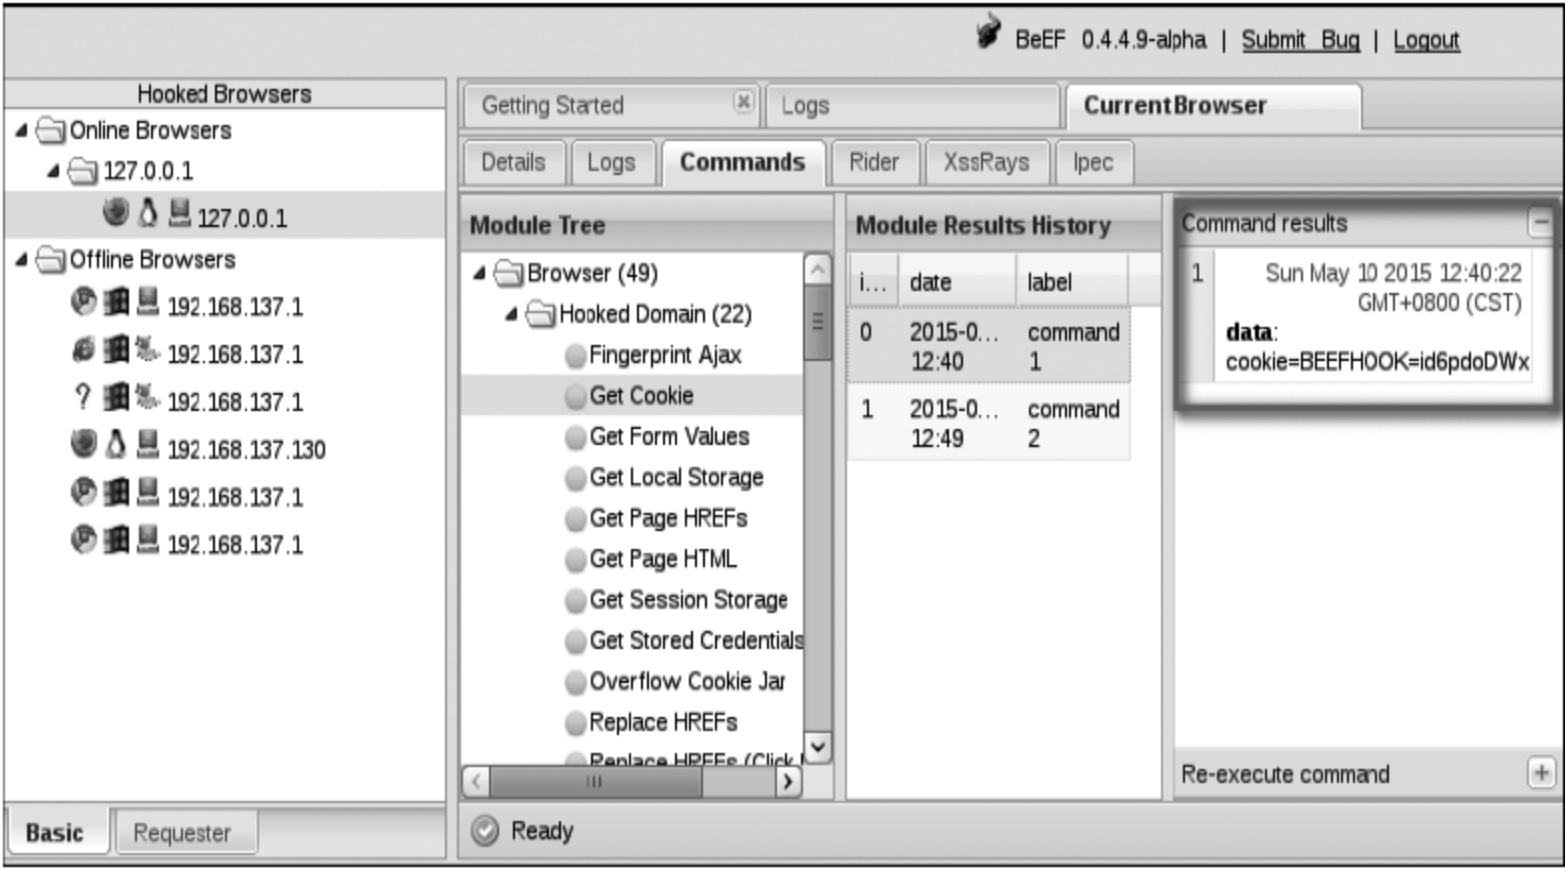 BeEF 0.4.4.9-alpha | Submit Bug | Logout
Hooked Browsers
Online Browsers
127.0.0.1
127.0.0.1
Offline Browsers
192.168.137.1
192.168.137.1
192.168.137.1
192.168.137.130
192.168.137.1
192.168.137.1
Basic
Requester
Getting Started
Logs
CurrentBrowser
Details
Logs
Commands
Rider
XssRays
Ipec
Module Tree
Browser (49)
Hooked Domain (22)
Fingerprint Ajax
Get Cookie
Get Form Values
Get Local Storage
Get Page HREFs
Get Page HTML
Get Session Storage
Get Stored Credentials
Overflow Cookie Jar
Replace HREFs
Replace HREFs (Click
Module Results History
i... date label
0 2015-0... command
12:40 1
1 2015-0... command
12:49 2
Command results
1 Sun May 10 2015 12:40:22
GMT+0800 (CST)
data:
cookie=BEEFHOOK=id6pdoDWx
Re-execute command
Ready